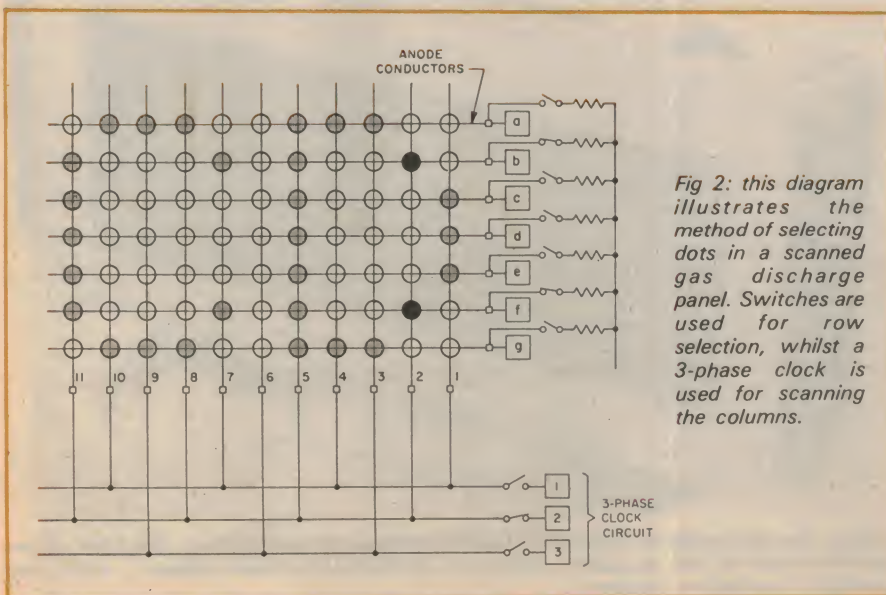 ANODE
CONDUCTORS
a
b
c
d
e
f
g
11 10 9 8 7 6 5 4 3 2 1
1
2
3
3-PHASE
CLOCK
CIRCUIT
Fig 2: this diagram
illustrates the
method of selecting
dots in a scanned
gas discharge
panel. Switches are
used for row
selection, whilst a
3-phase clock is
used for scanning
the columns.